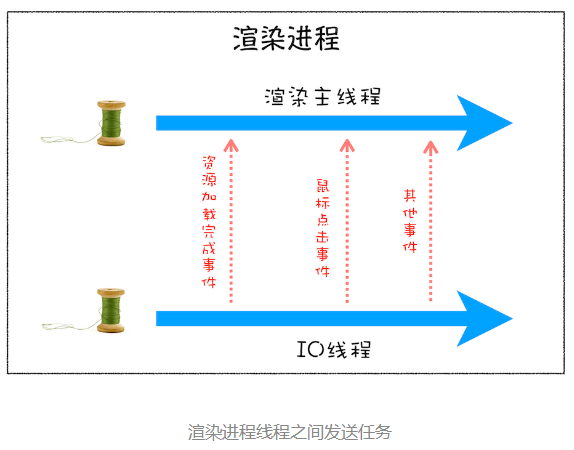 渲染进程
渲染主线程
资源加载完成事件
鼠标点击事件
其他事件
IO线程
渲染进程线程之间发送任务